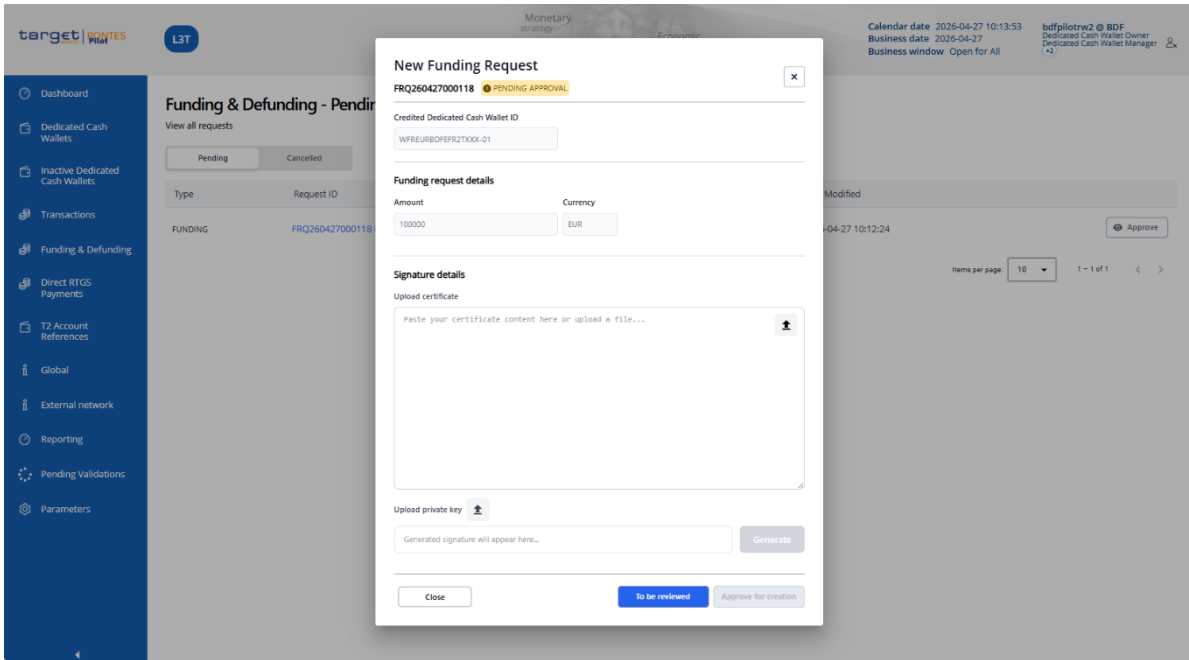 target | PONTES
Pilot
L3T
Monetary
strategy
Economic
Calendar date 2026-04-27 10:13:53
Business date 2026-04-27
Business window Open for All
bdfpilotrw2 @ BDF
Dedicated Cash Wallet Owner
Dedicated Cash Wallet Manager
+2
Dashboard
Dedicated Cash
Wallets
Inactive Dedicated
Cash Wallets
Transactions
Funding & Defunding
Direct RTGS
Payments
T2 Account
References
Global
External network
Reporting
Pending Validations
Parameters
Funding & Defunding - Pendin
View all requests
Pending
Cancelled
Type
Request ID
Modified
FUNDING
FRQ260427000118
-04-27 10:12:24
Approve
Items per page:
10
1 – 1 of 1
New Funding Request
×
FRQ260427000118
PENDING APPROVAL
Credited Dedicated Cash Wallet ID
WFREURBDFEFR2TXXX-01
Funding request details
Amount
Currency
100000
EUR
Signature details
Upload certificate
Paste your certificate content here or upload a file...
Upload private key
Generated signature will appear here...
Generate
Close
To be reviewed
Approve for creation